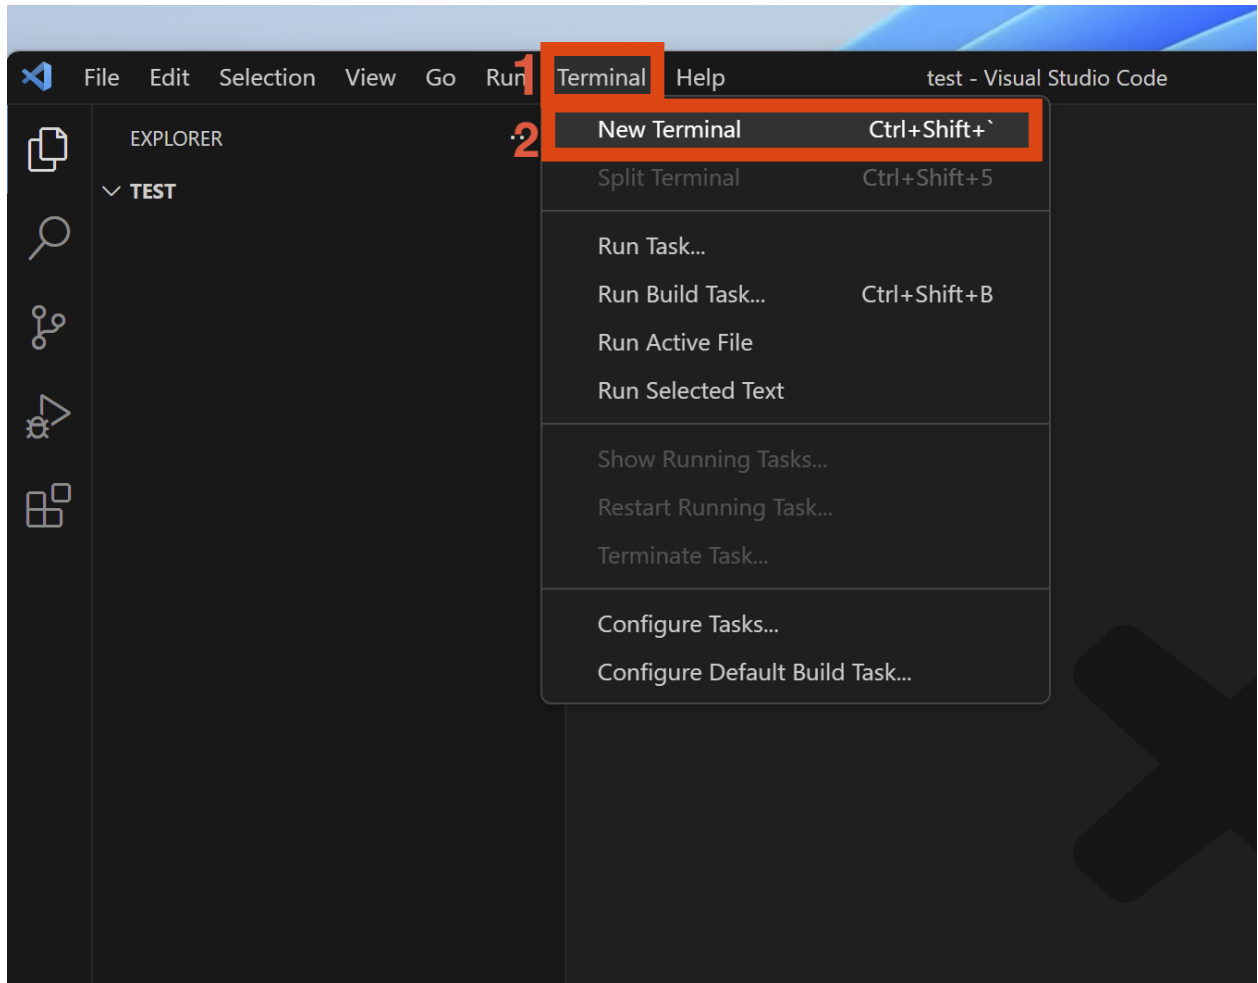 File Edit Selection View Go Run 1 Terminal Help test - Visual Studio Code
EXPLORER
TEST
2 New Terminal Ctrl+Shift+`
Split Terminal Ctrl+Shift+5
Run Task...
Run Build Task... Ctrl+Shift+B
Run Active File
Run Selected Text
Show Running Tasks...
Restart Running Task...
Terminate Task...
Configure Tasks...
Configure Default Build Task...